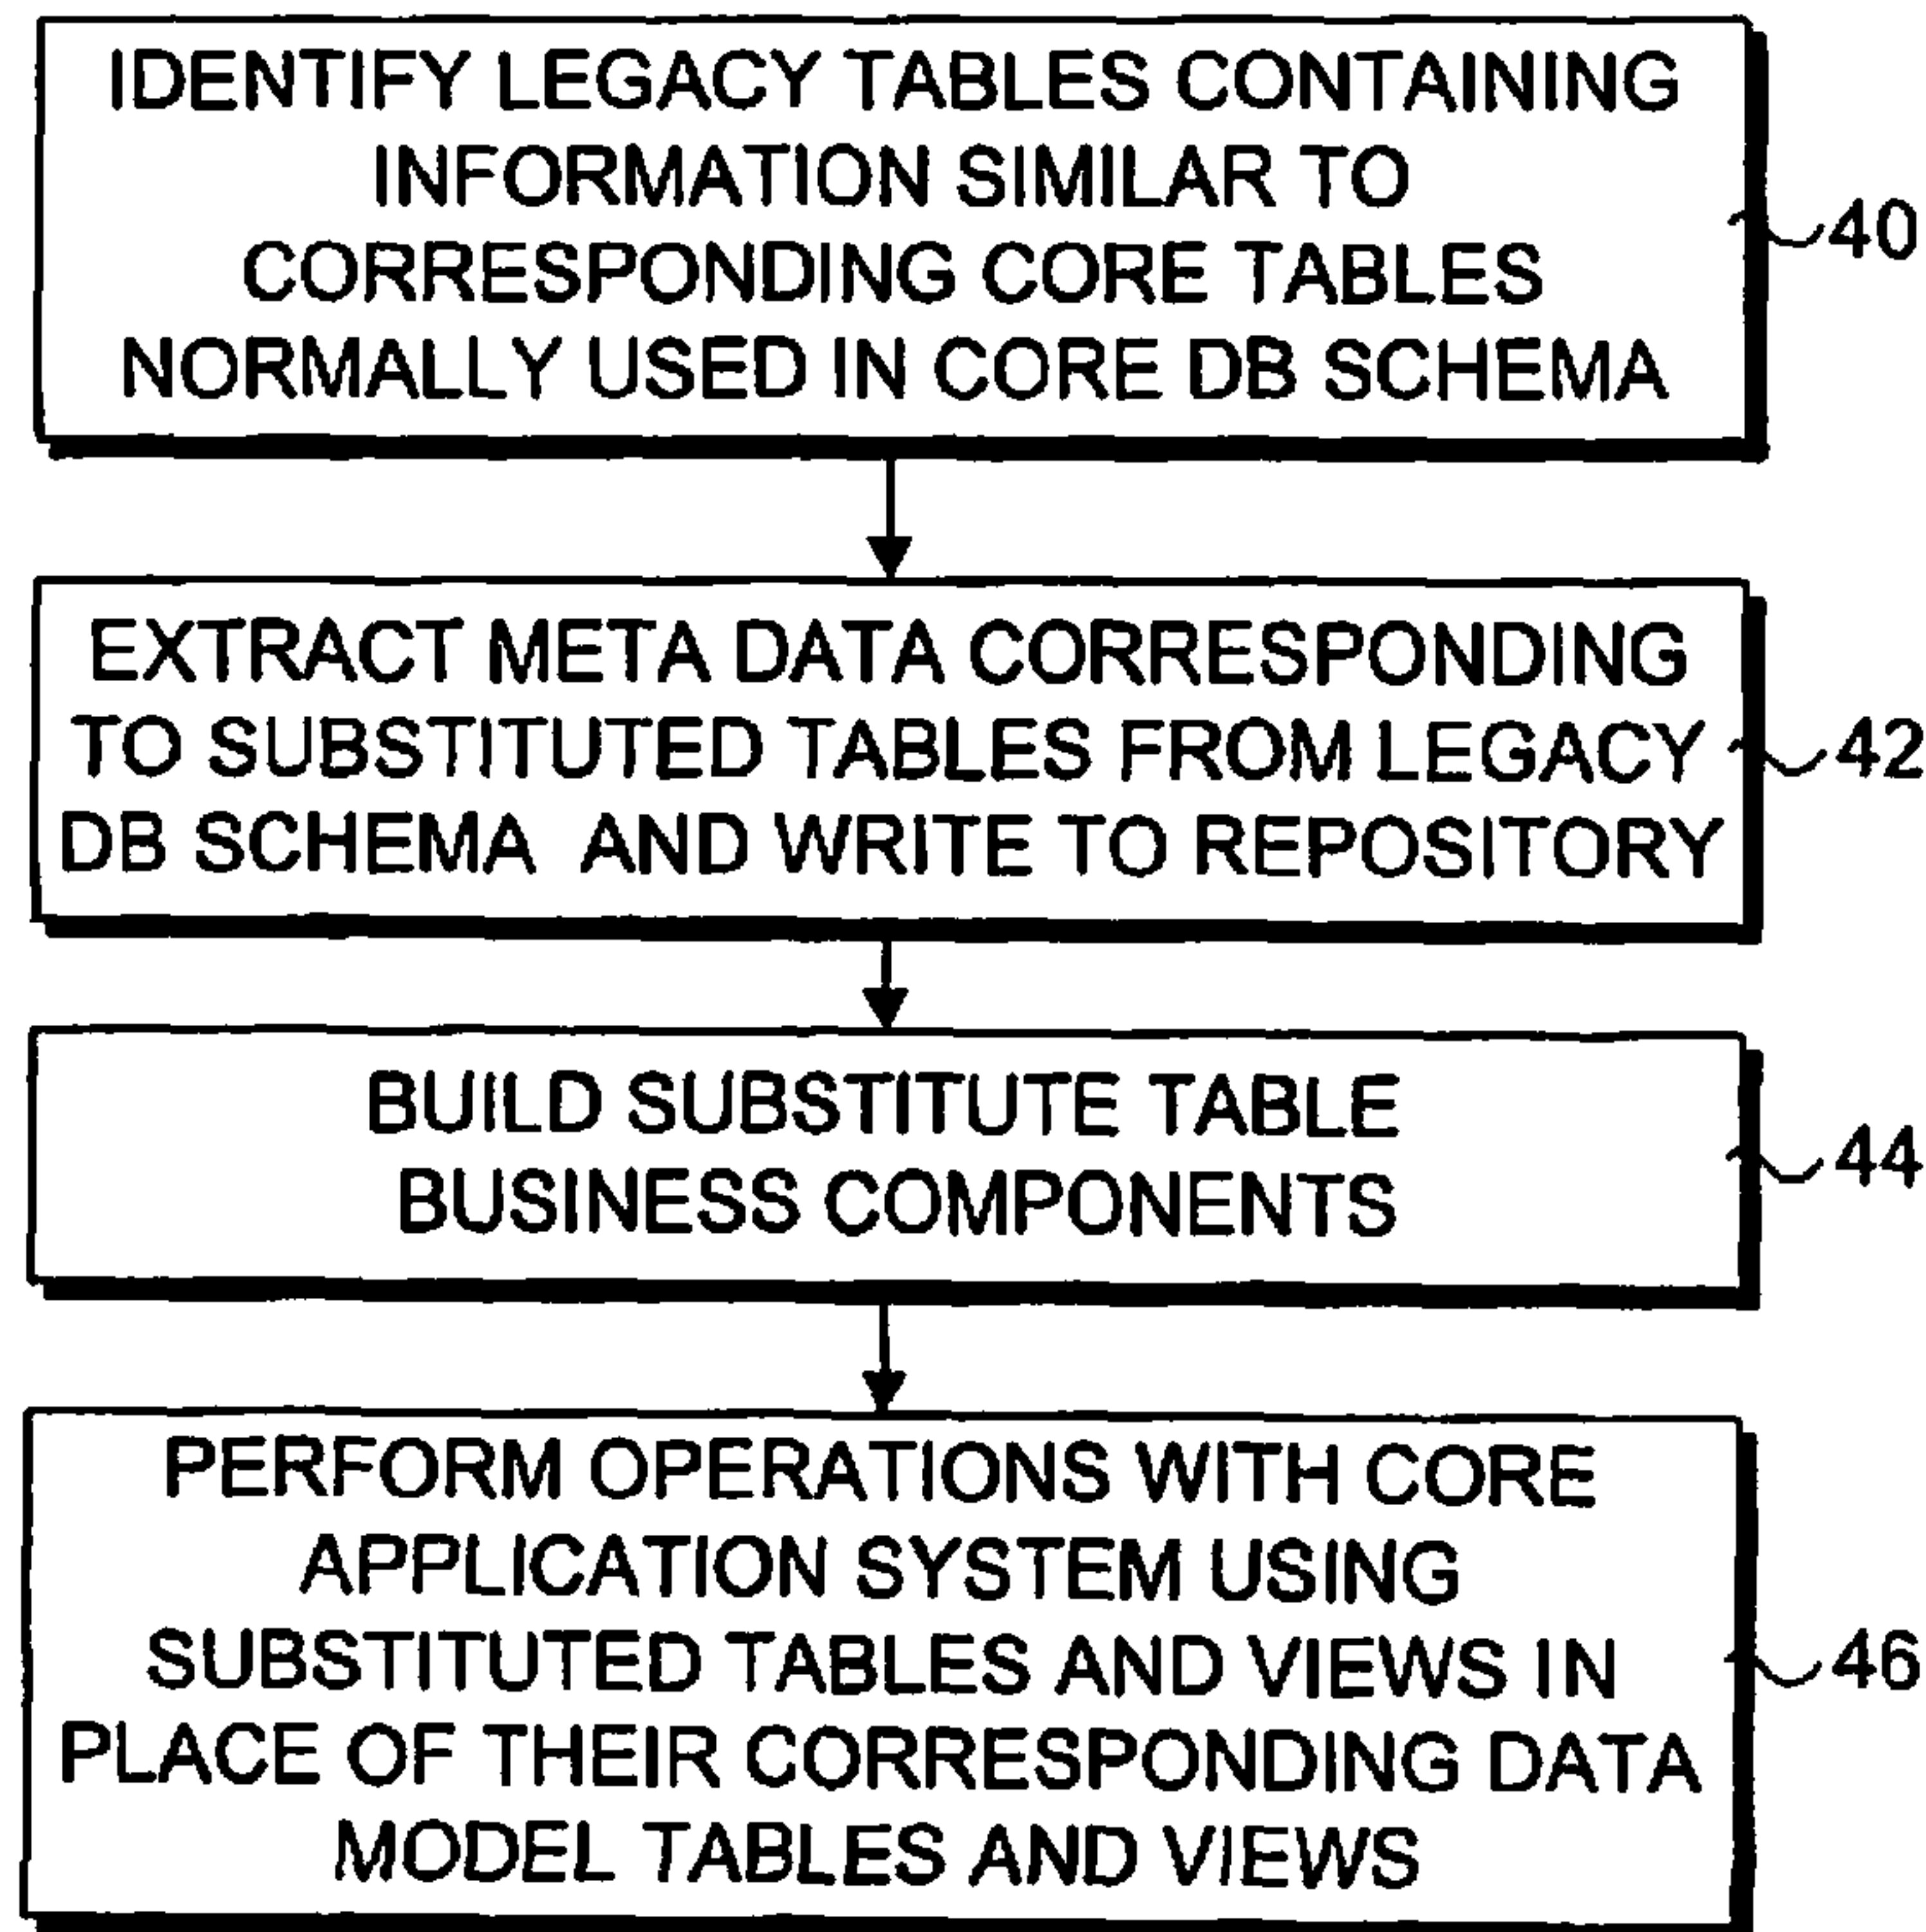 IDENTIFY LEGACY TABLES CONTAINING
INFORMATION SIMILAR TO
CORRESPONDING CORE TABLES
NORMALLY USED IN CORE DB SCHEMA
40
EXTRACT META DATA CORRESPONDING
TO SUBSTITUTED TABLES FROM LEGACY
DB SCHEMA AND WRITE TO REPOSITORY
42
BUILD SUBSTITUTE TABLE
BUSINESS COMPONENTS
44
PERFORM OPERATIONS WITH CORE
APPLICATION SYSTEM USING
SUBSTITUTED TABLES AND VIEWS IN
PLACE OF THEIR CORRESPONDING DATA
MODEL TABLES AND VIEWS
46